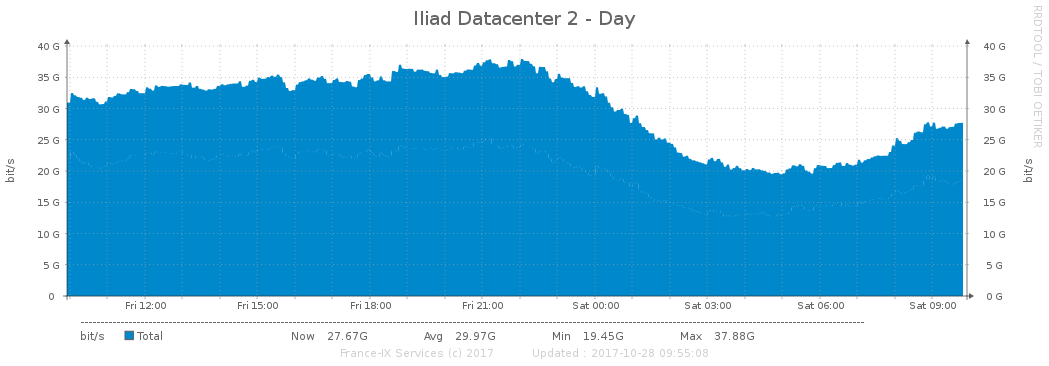 Iliad Datacenter 2 - Day
RRDTOOL / TOBI OETIKER
40 G 40 G
35 G 35 G
30 G 30 G
25 G 25 G
20 G 20 G
15 G 15 G
10 G 10 G
5 G 5 G
0 0 G
bit/s bit/s
Fri 12:00 Fri 15:00 Fri 18:00 Fri 21:00 Sat 00:00 Sat 03:00 Sat 06:00 Sat 09:00
bit/s Total Now 27.67G Avg 29.97G Min 19.45G Max 37.88G
France-IX Services (c) 2017 Updated : 2017-10-28 09:55:08